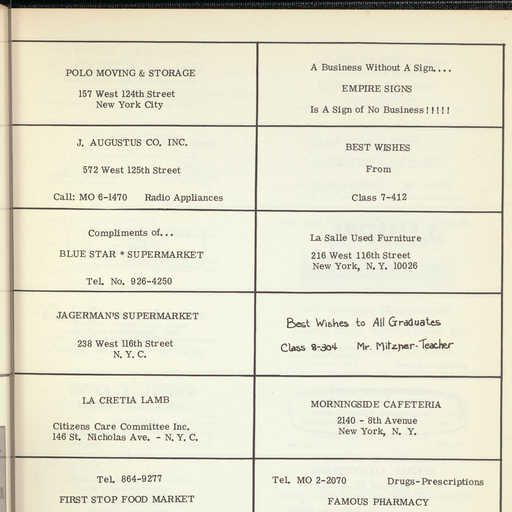 POLO MOVING & STORAGE
157 West 124th Street
New York City
A Business Without A Sign....
EMPIRE SIGNS
Is A Sign of No Business!!!!!
J. AUGUSTUS CO. INC.
572 West 125th Street
Call: MO 6-1470 Radio Appliances
BEST WISHES
From
Class 7-412
Compliments of...
BLUE STAR * SUPERMARKET
Tel. No. 926-4250
La Salle Used Furniture
216 West 116th Street
New York, N.Y. 10026
JAGERMAN'S SUPERMARKET
238 West 116th Street
N.Y.C.
Best Wishes to All Graduates
Class 8-304 Mr. Mitzner-Teacher
LA CRETIA LAMB
Citizens Care Committee Inc.
146 St. Nicholas Ave. - N.Y.C.
MORNINGSIDE CAFETERIA
2140 - 8th Avenue
New York, N. Y.
Tel. 864-9277
FIRST STOP FOOD MARKET
Tel. MO 2-2070 Drugs-Prescriptions
FAMOUS PHARMACY